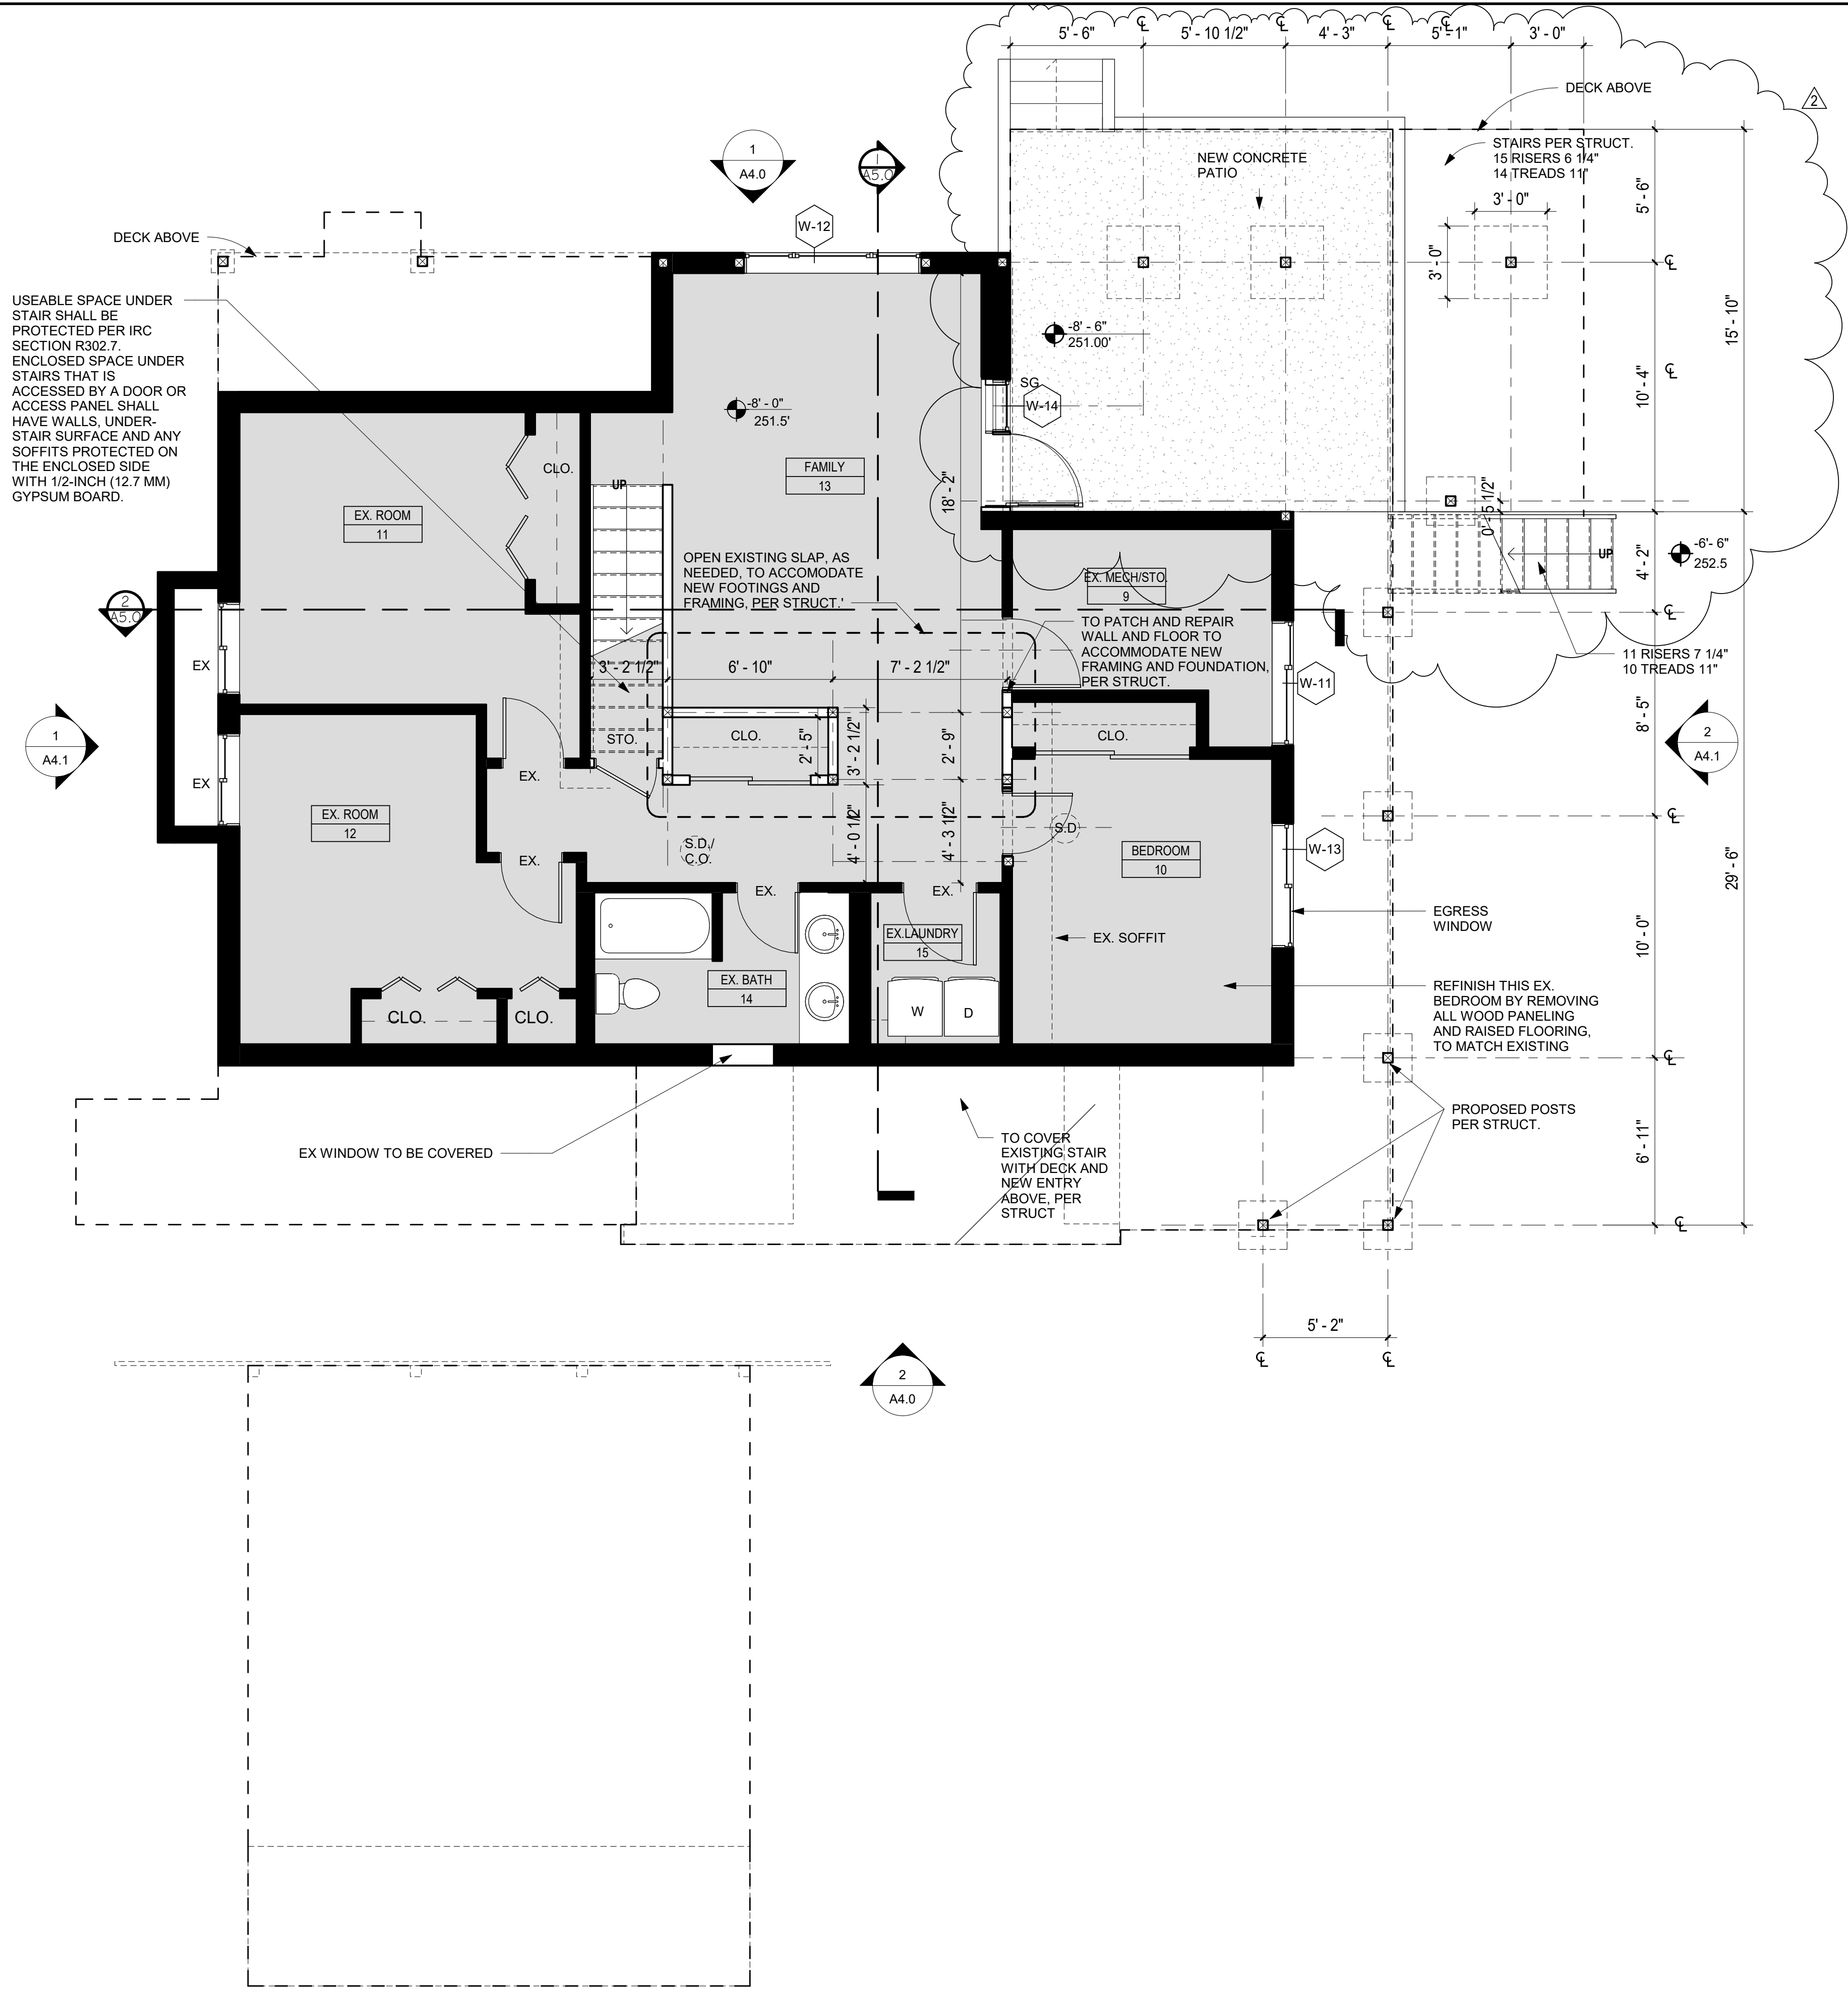 5' - 6"
5' - 10 1/2"
4' - 3"
5' - 1"
3' - 0"
DECK ABOVE
2
STAIRS PER STRUCT.
15 RISERS 6 1/4"
14 TREADS 11"
NEW CONCRETE
PATIO
3' - 0"
3' - 0"
5' - 6"
15' - 10"
10' - 4"
1
A4.0
1
A5.0
W-12
DECK ABOVE
USEABLE SPACE UNDER
STAIR SHALL BE
PROTECTED PER IRC
SECTION R302.7.
ENCLOSED SPACE UNDER
STAIRS THAT IS
ACCESSED BY A DOOR OR
ACCESS PANEL SHALL
HAVE WALLS, UNDER-
STAIR SURFACE AND ANY
SOFFITS PROTECTED ON
THE ENCLOSED SIDE
WITH 1/2-INCH (12.7 MM)
GYPSUM BOARD.
-8' - 6"
251.00'
SG
W-14
-8' - 0"
251.5'
CLO.
FAMILY
13
UP
18' - 2"
EX. ROOM
11
0' - 5 1/2"
UP
-6'- 6"
252.5
4' - 2"
OPEN EXISTING SLAP, AS
NEEDED, TO ACCOMODATE
NEW FOOTINGS AND
FRAMING, PER STRUCT.'
EX. MECH/STO.
9
2
A5.0
TO PATCH AND REPAIR
WALL AND FLOOR TO
ACCOMMODATE NEW
FRAMING AND FOUNDATION,
PER STRUCT.
11 RISERS 7 1/4"
10 TREADS 11"
EX
3' - 2 1/2"
6' - 10"
7' - 2 1/2"
W-11
8' - 5"
1
A4.1
STO.
CLO.
2' - 5"
3' - 2 1/2"
2' - 9"
CLO.
2
A4.1
EX
EX.
EX. ROOM
12
S.D./
C.O.
4' - 0 1/2"
4' - 3 1/2"
S.D
BEDROOM
10
W-13
29' - 6"
EX.
EX.
EX.
EGRESS
WINDOW
10' - 0"
EX.LAUNDRY
15
EX. SOFFIT
EX. BATH
14
W
D
REFINISH THIS EX.
BEDROOM BY REMOVING
ALL WOOD PANELING
AND RAISED FLOORING,
TO MATCH EXISTING
CLO.
CLO.
PROPOSED POSTS
PER STRUCT.
6' - 11"
EX WINDOW TO BE COVERED
TO COVER
EXISTING STAIR
WITH DECK AND
NEW ENTRY
ABOVE, PER
STRUCT
5' - 2"
2
A4.0